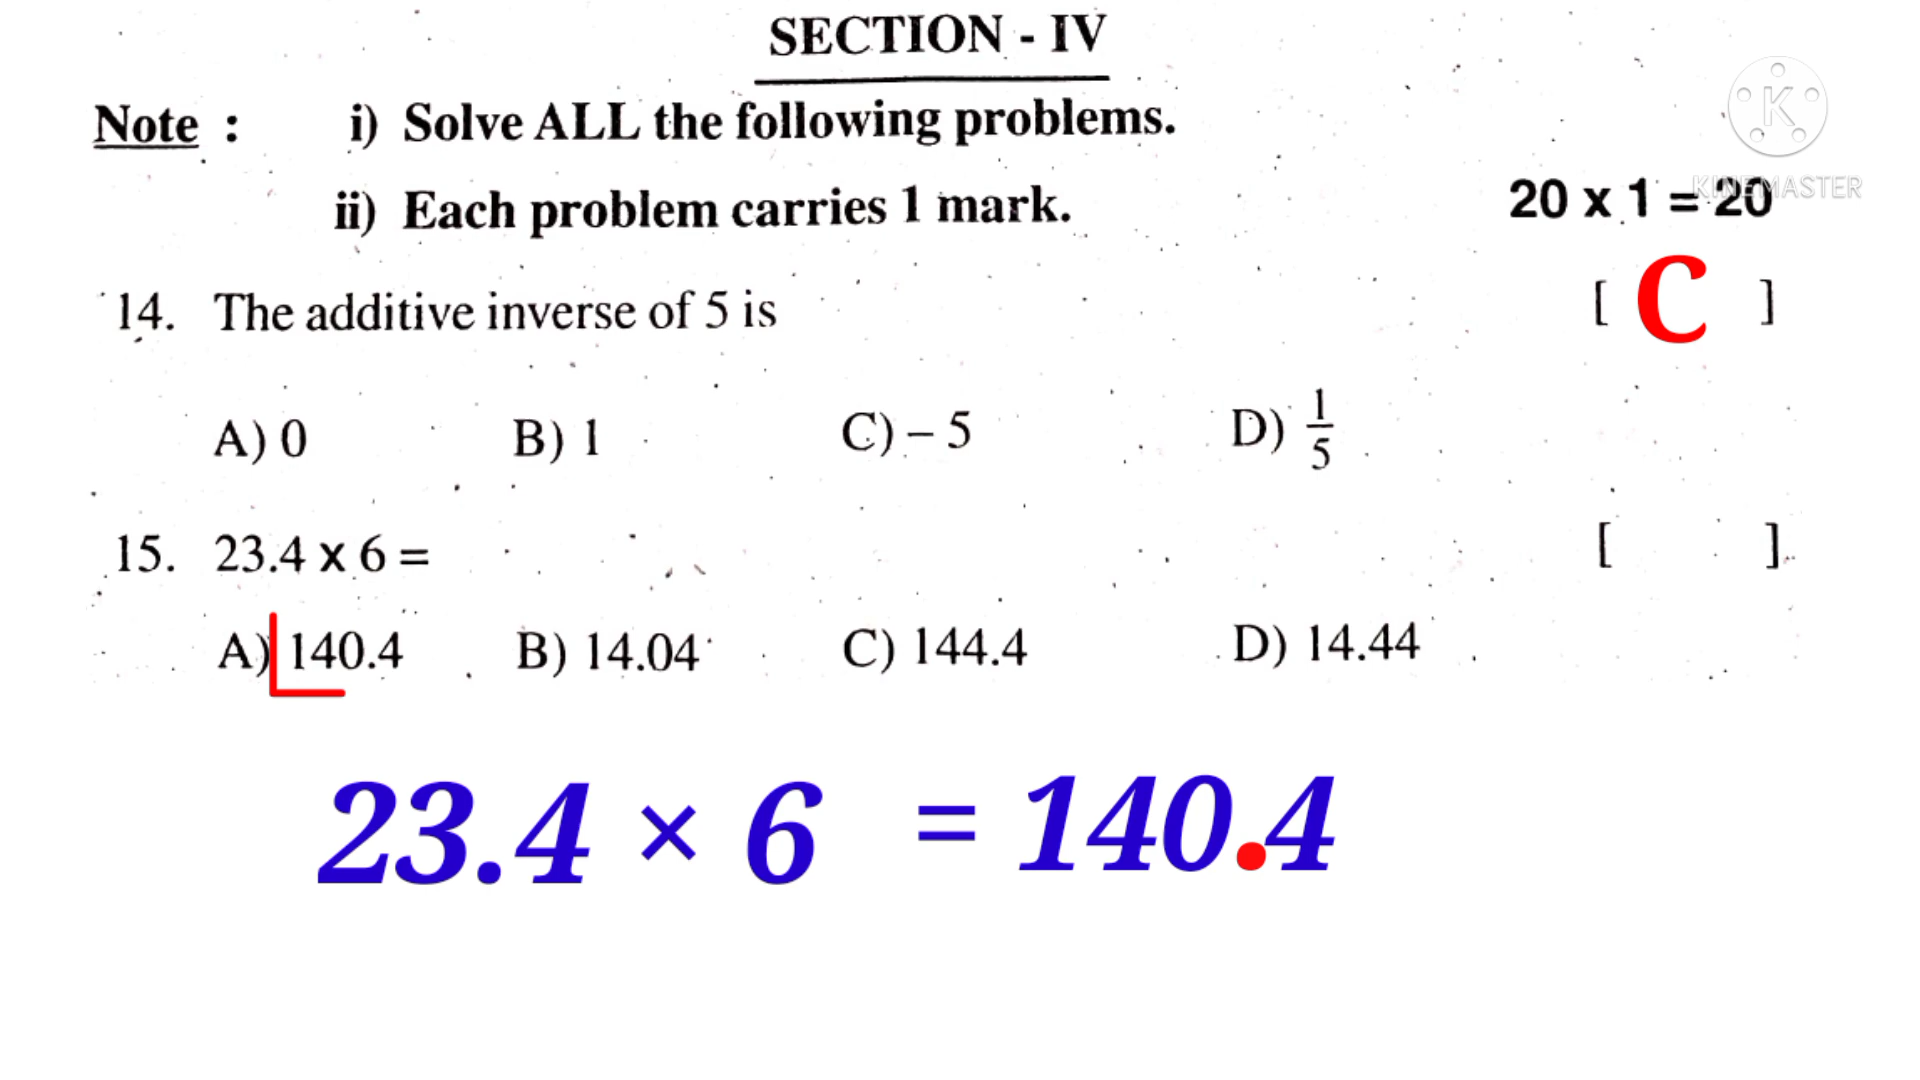 SECTION - IV
Note : i) Solve ALL the following problems.
K
KINEMASTER
ii) Each problem carries 1 mark. 20 x 1 = 20
14. The additive inverse of 5 is [ C ]
A) 0 B) 1 C) – 5 D) 1/5
15. 23.4 x 6 = [ ]
A) 140.4 B) 14.04 C) 144.4 D) 14.44
23.4 × 6 = 140.4